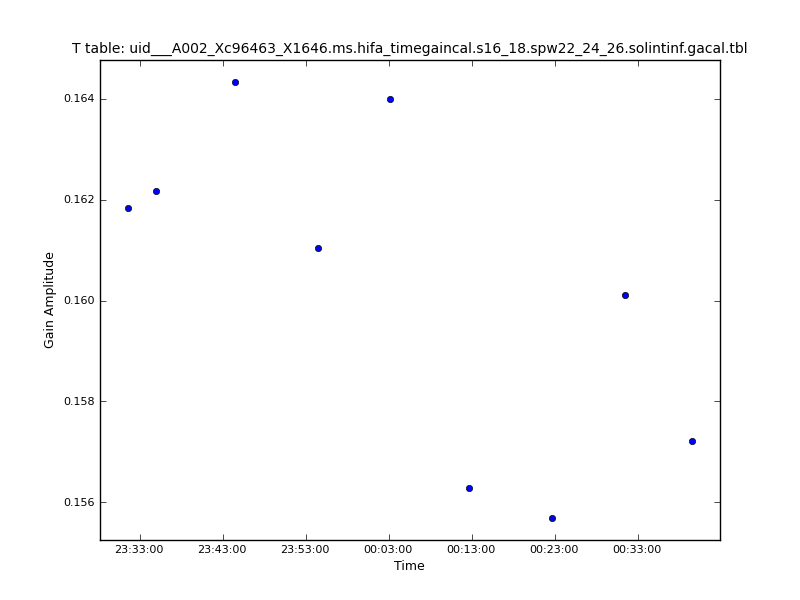 T table: uid___A002_Xc96463_X1646.ms.hifa_timegaincal.s16_18.spw22_24_26.solintinf.gacal.tbl
0.164
0.162
0.160
0.158
0.156
Gain Amplitude
23:33:00 23:43:00 23:53:00 00:03:00 00:13:00 00:23:00 00:33:00
Time